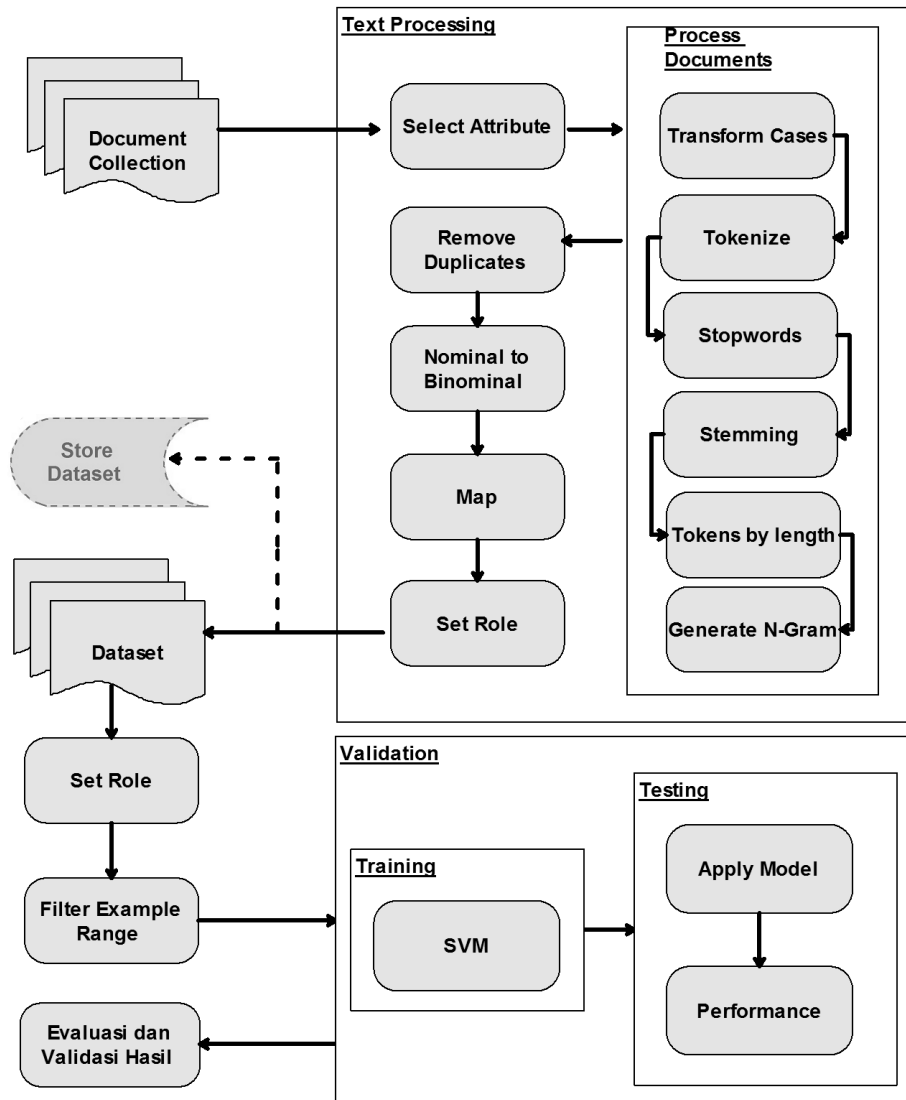 Text Processing
Process
Documents
Document
Collection
Select Attribute
Transform Cases
Remove
Duplicates
Tokenize
Nominal to
Binominal
Stopwords
Store
Dataset
Map
Stemming
Tokens by length
Set Role
Generate N-Gram
Dataset
Set Role
Validation
Testing
Training
Apply Model
Filter Example
Range
SVM
Performance
Evaluasi dan
Validasi Hasil